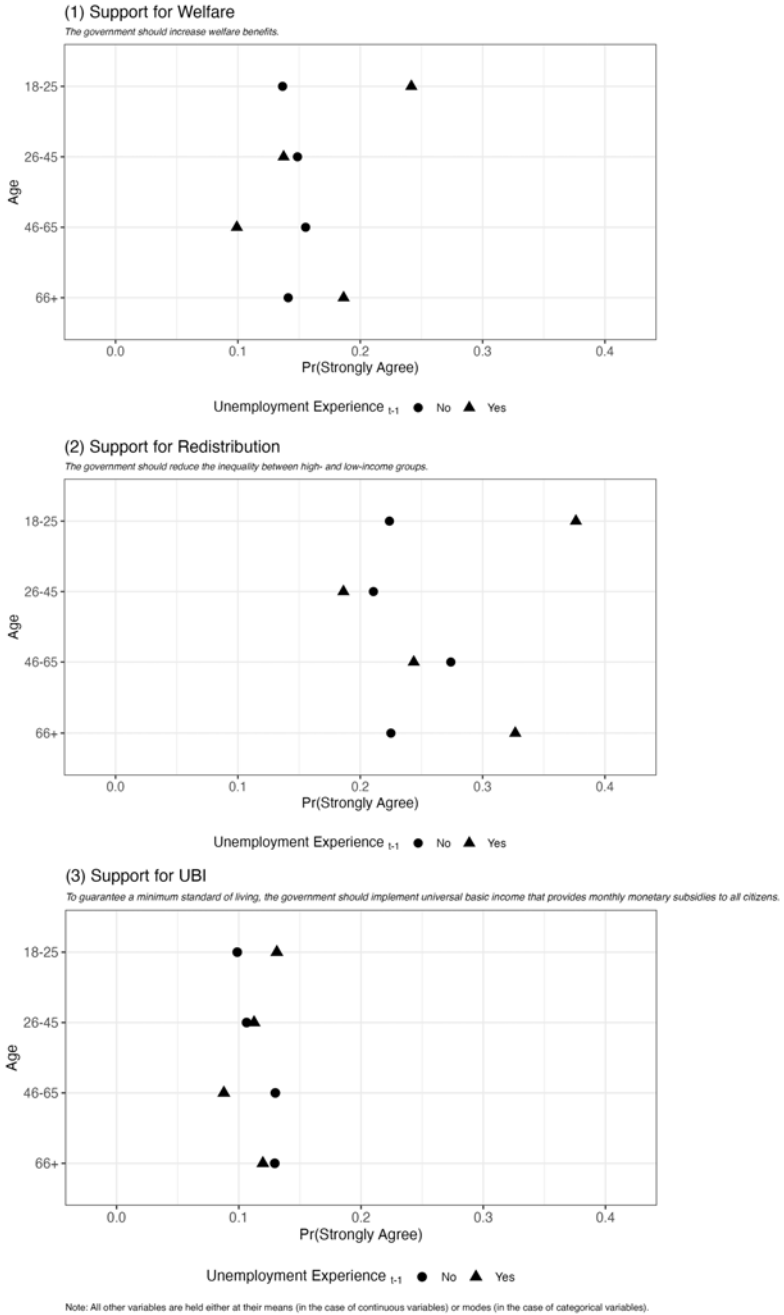 (1) Support for Welfare
The government should increase welfare benefits.
18-25
26-45
46-65
66+
Age
0.0 0.1 0.2 0.3 0.4
Pr(Strongly Agree)
Unemployment Experience t-1 No Yes
(2) Support for Redistribution
The government should reduce the inequality between high- and low-income groups.
18-25
26-45
46-65
66+
Age
0.0 0.1 0.2 0.3 0.4
Pr(Strongly Agree)
Unemployment Experience t-1 No Yes
(3) Support for UBI
To guarantee a minimum standard of living, the government should implement universal basic income that provides monthly monetary subsidies to all citizens.
18-25
26-45
46-65
66+
Age
0.0 0.1 0.2 0.3 0.4
Pr(Strongly Agree)
Unemployment Experience t-1 No Yes
Note: All other variables are held either at their means (in the case of continuous variables) or modes (in the case of categorical variables).